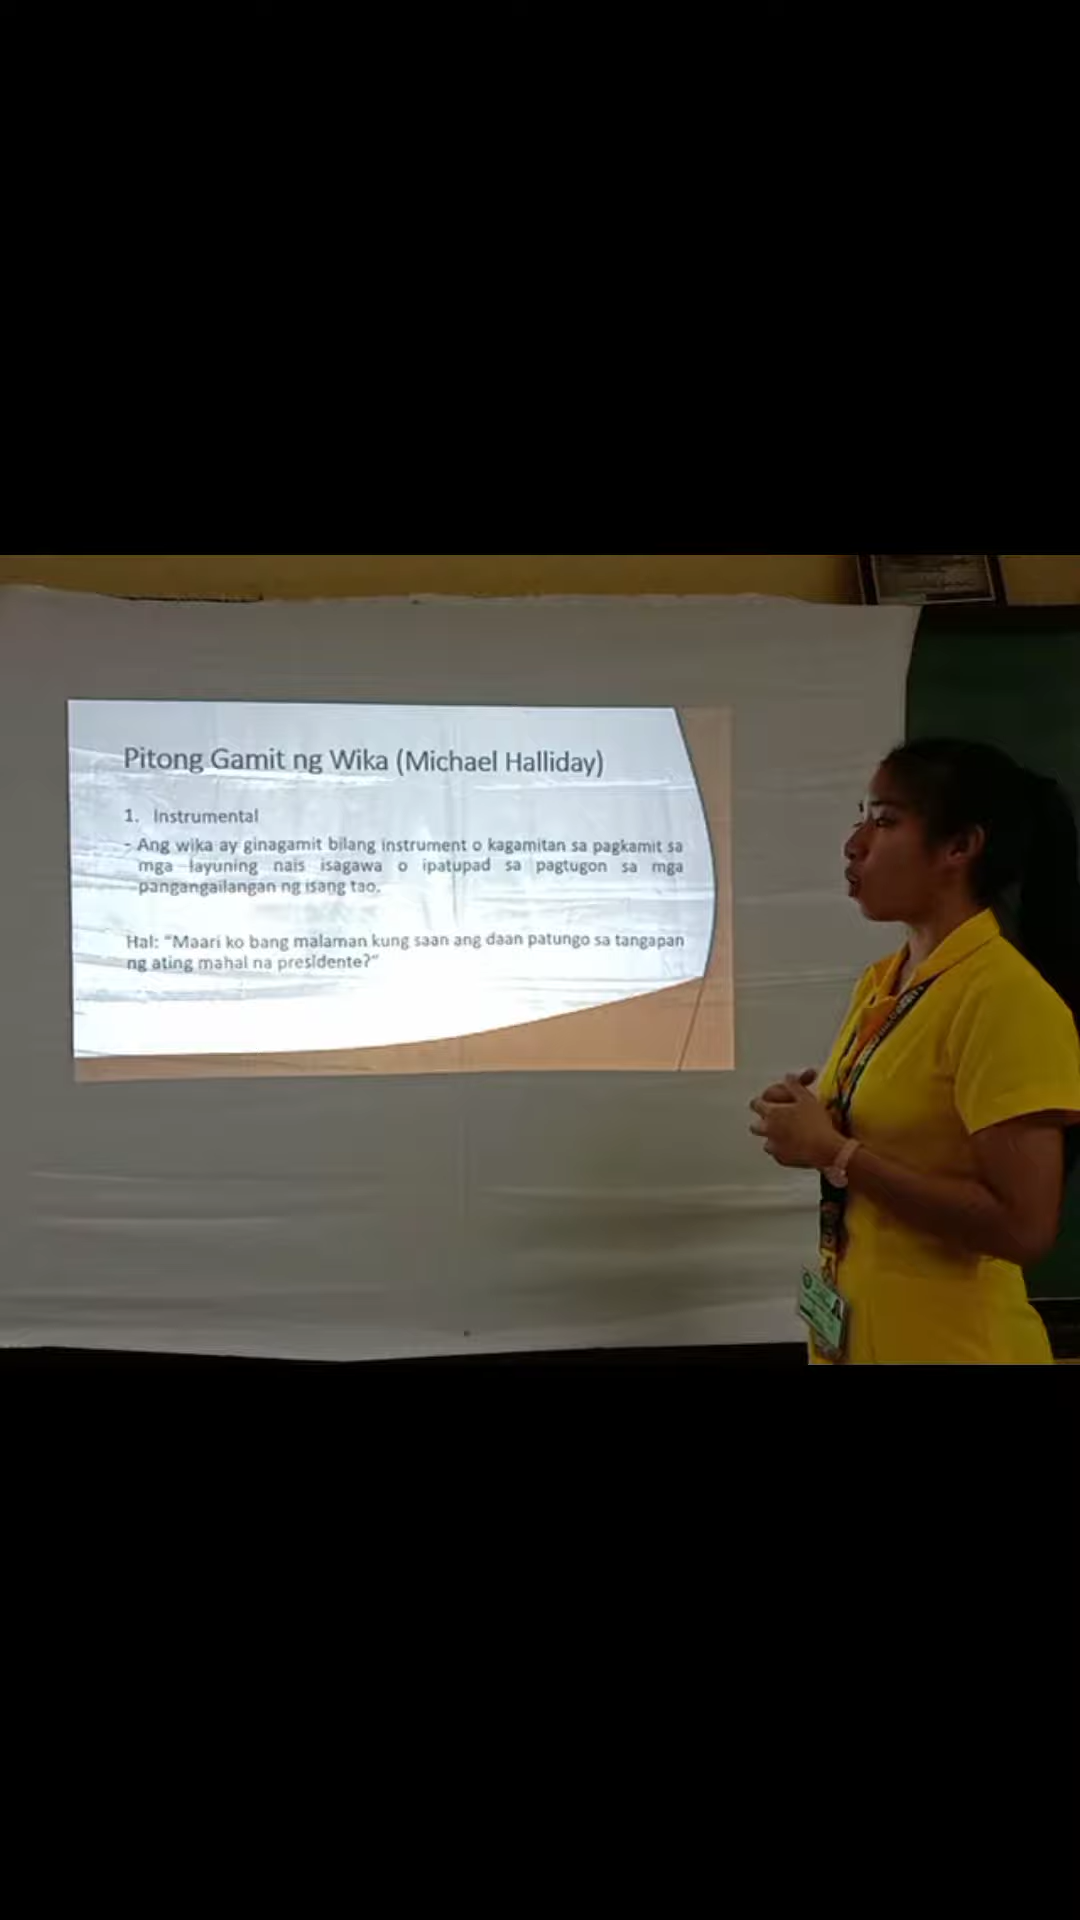 Pitong Gamit ng Wika (Michael Halliday)
1. Instrumental
- Ang wika ay ginagamit bilang instrument o kagamitan sa pagkamit sa
mga layuning nais isagawa o ipatupad sa pagtugon sa mga
pangangailangan ng isang tao.
Hal: "Maari ko bang malaman kung saan ang daan patungo sa tangapan
ng ating mahal na presidente?"